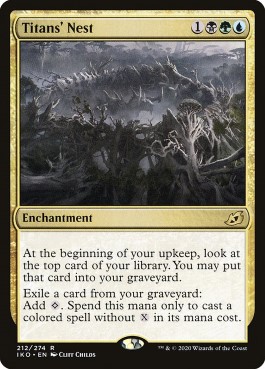 Titans' Nest 1
Enchantment
At the beginning of your upkeep, look
at the top card of your library. You may put
that card into your graveyard.
Exile a card from your graveyard:
Add C. Spend this mana only to cast a
colored spell without X in its mana cost.
212/274 R
IKO • EN CLIFF CHILDS
™ & © 2020 Wizards of the Coast